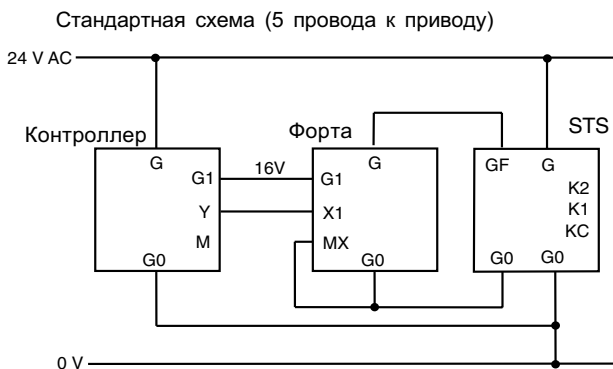 Стандартная схема (5 провода к приводу)
24 V AC
Контроллер
Форта
STS
G
G
GF
G
G1
16V
G1
K2
Y
X1
K1
M
MX
KC
G0
G0
G0
G0
0 V